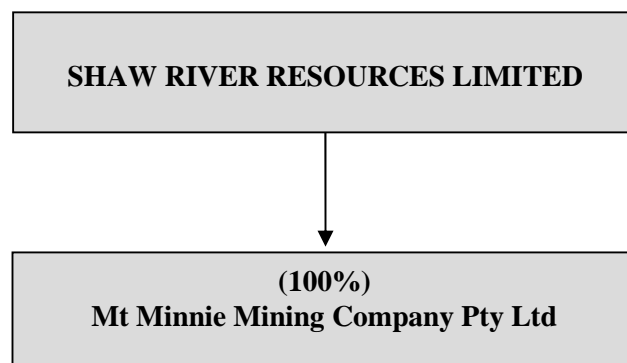 SHAW RIVER RESOURCES LIMITED
(100%)
Mt Minnie Mining Company Pty Ltd